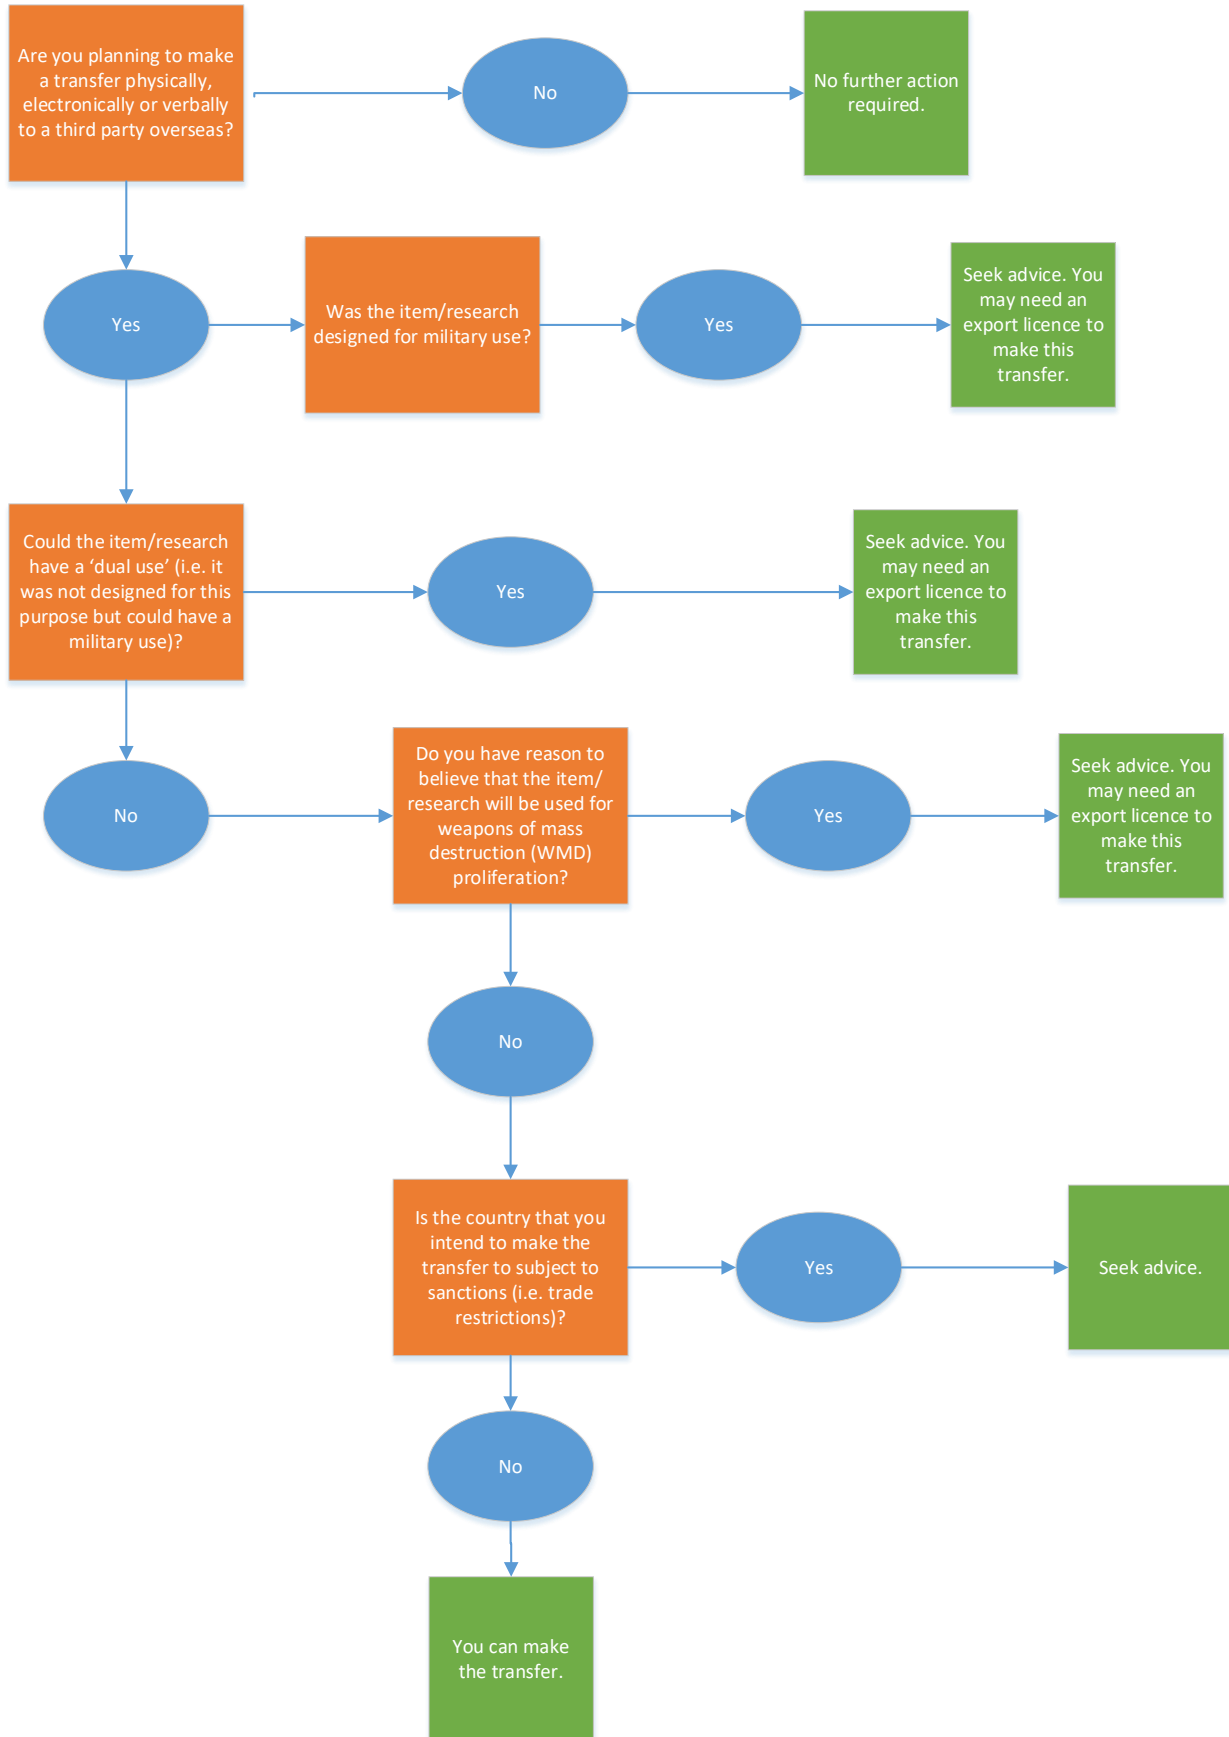 Are you planning to make
a transfer physically,
electronically or verbally
to a third party overseas?
No
No further action
required.
Yes
Was the item/research
designed for military use?
Yes
Seek advice. You
may need an
export licence to
make this
transfer.
Could the item/research
have a ‘dual use’ (i.e. it
was not designed for this
purpose but could have a
military use)?
Yes
Seek advice. You
may need an
export licence to
make this
transfer.
No
Do you have reason to
believe that the item/
research will be used for
weapons of mass
destruction (WMD)
proliferation?
Yes
Seek advice. You
may need an
export licence to
make this
transfer.
No
Is the country that you
intend to make the
transfer to subject to
sanctions (i.e. trade
restrictions)?
Yes
Seek advice.
No
You can make
the transfer.